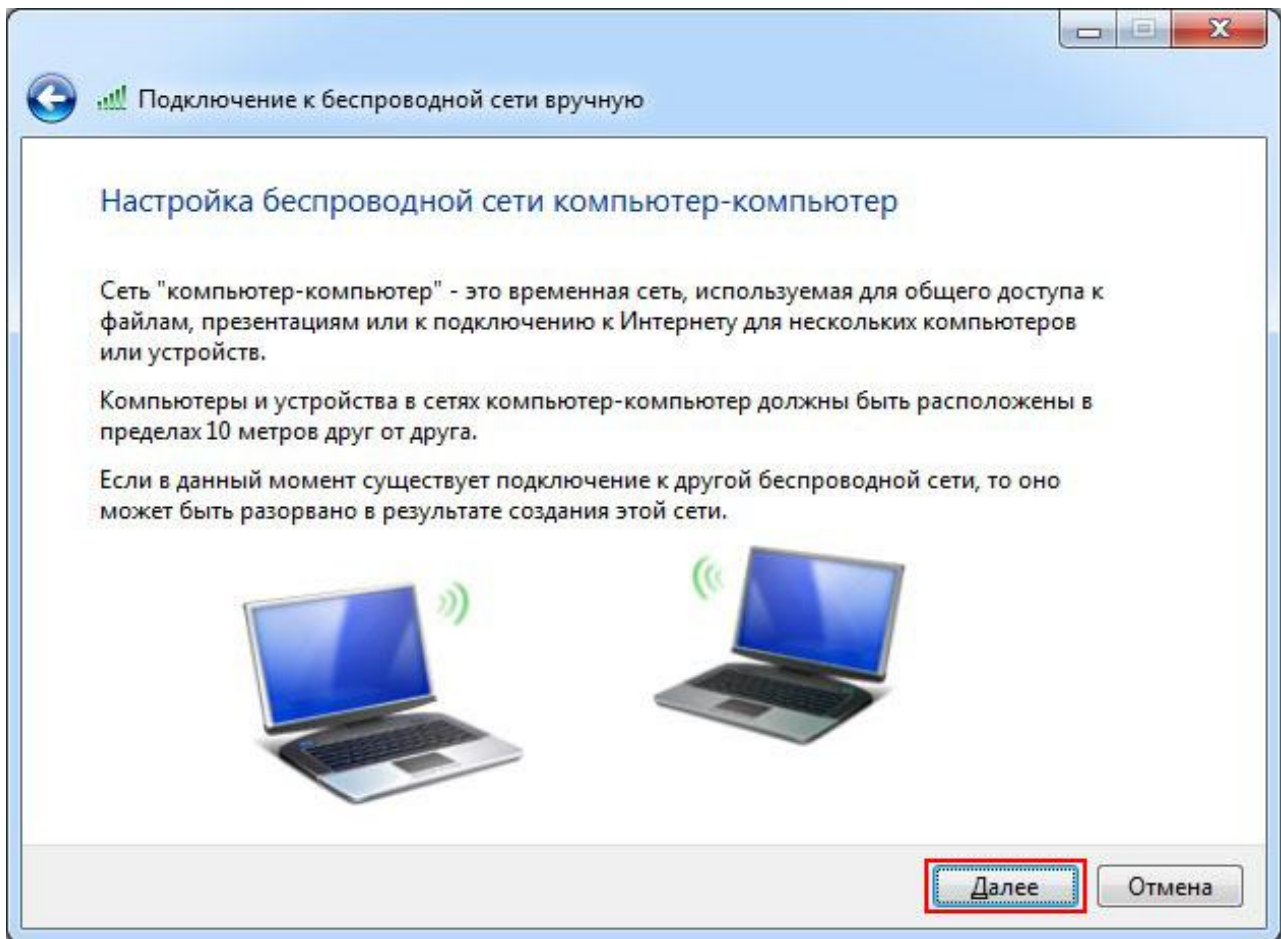 Подключение к беспроводной сети вручную
Настройка беспроводной сети компьютер-компьютер
Сеть "компьютер-компьютер" - это временная сеть, используемая для общего доступа к
файлам, презентациям или к подключению к Интернету для нескольких компьютеров
или устройств.
Компьютеры и устройства в сетях компьютер-компьютер должны быть расположены в
пределах 10 метров друг от друга.
Если в данный момент существует подключение к другой беспроводной сети, то оно
может быть разорвано в результате создания этой сети.
Далее Отмена